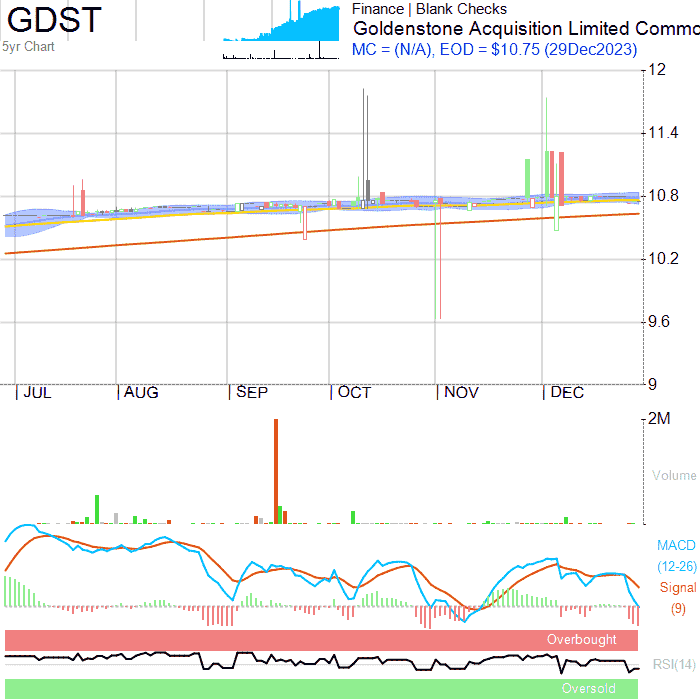 GDST
5yr Chart
Finance | Blank Checks
Goldenstone Acquisition Limited Commo
MC = (N/A), EOD = $10.75 (29Dec2023)
12
11.4
10.8
10.2
9.6
9
JUL AUG SEP OCT NOV DEC
2M
Volume
MACD
(12-26)
Signal
(9)
Overbought
RSI(14)
Oversold